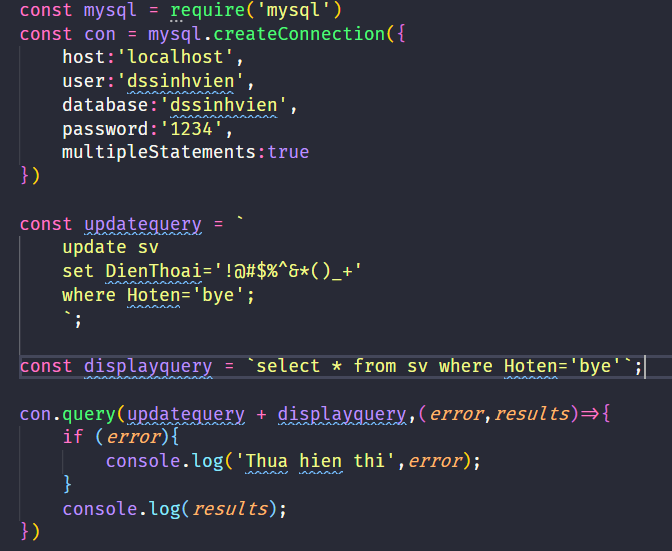 const mysql = require('mysql')
const con = mysql.createConnection({
host:'localhost',
user:'dssinhvien',
database:'dssinhvien',
password:'1234',
multipleStatements:true
})
const updatequery = `
update sv
set DienThoai='!@#$%^&*()_+'
where Hoten='bye';
`;
const displayquery = `select * from sv where Hoten='bye'`;
con.query(updatequery + displayquery,(error,results)=>{
if (error){
console.log('Thua hien thi',error);
}
console.log(results);
})